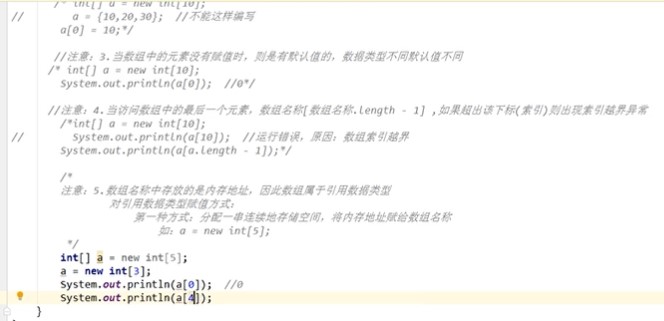 /* int[] a = new int[10];
// a = {10,20,30}; //不能这样编写
a[0] = 10;*/
//注意：3.当数组中的元素没有赋值时，则是有默认值的，数据类型不同默认值不同
/* int[] a = new int[10];
System.out.println(a[0]); //0*/
//注意：4.当访问数组中的最后一个元素，数组名称[数组名称.length - 1] ,如果超出该下标(索引)则出现索引越界异常
/*int[] a = new int[10];
// System.out.println(a[10]); //运行错误，原因：数组索引越界
System.out.println(a[a.length - 1]);*/
/*
注意：5.数组名称中存放的是内存地址，因此数组属于引用数据类型
对引用数据类型赋值方式：
第一种方式：分配一串连续地存储空间，将内存地址赋给数组名称
如：a = new int[5];
*/
int[] a = new int[5];
a = new int[3];
System.out.println(a[0]); //0
System.out.println(a[4]);
}